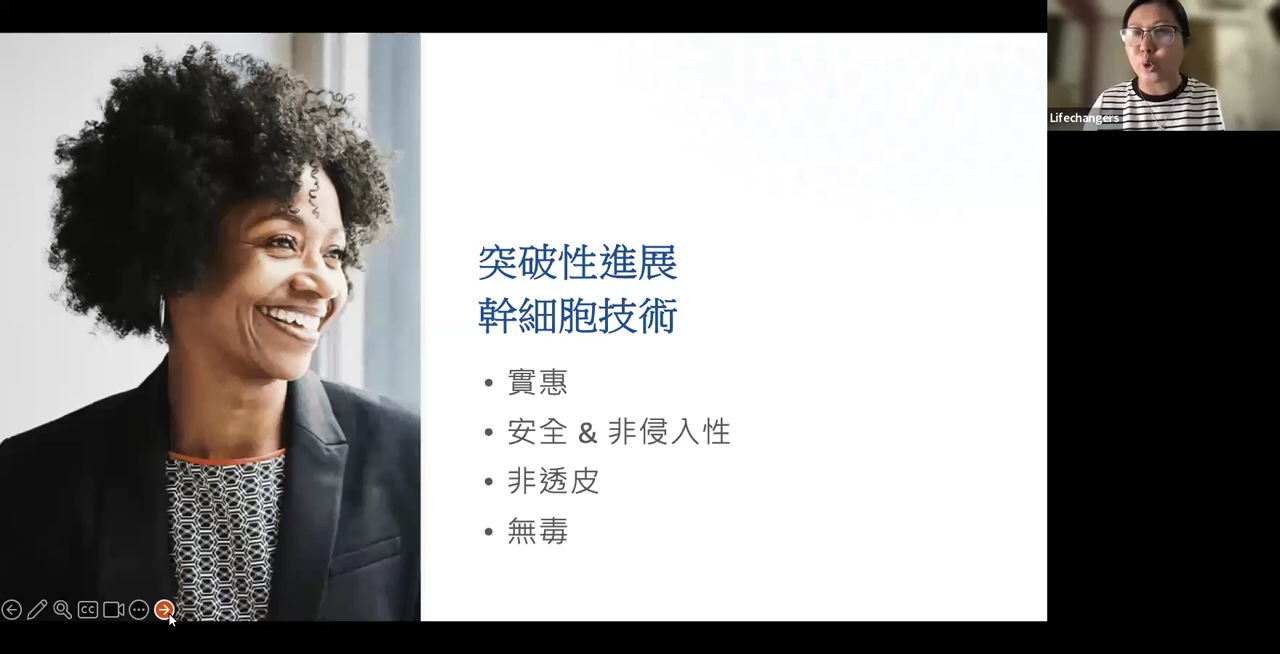 突破性進展
幹細胞技術
• 實惠
• 安全 & 非侵入性
• 非透皮
• 無毒
Lifechangers
CC